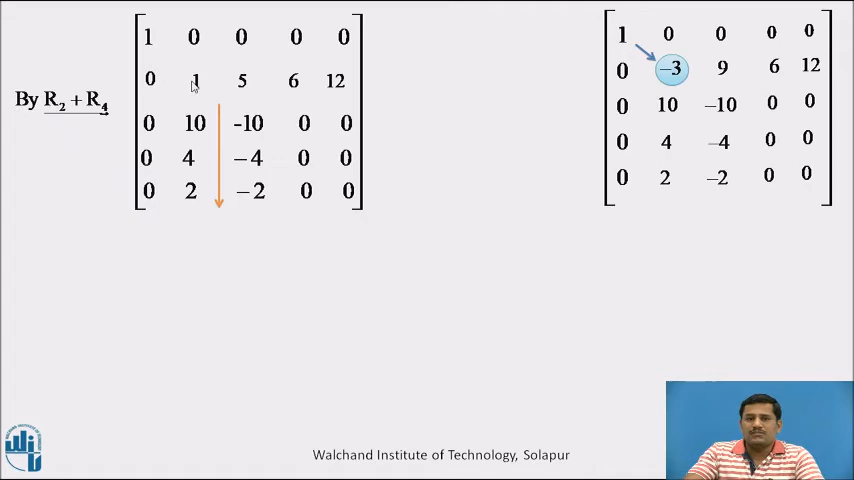 1 0 0 0 0
0 1 5 6 12
By R₂ + R₄
0 10 -10 0 0
0 4 –4 0 0
0 2 –2 0 0
1 0 0 0 0
0 –3 9 6 12
0 10 –10 0 0
0 4 –4 0 0
0 2 –2 0 0
Walchand Institute of Technology, Solapur